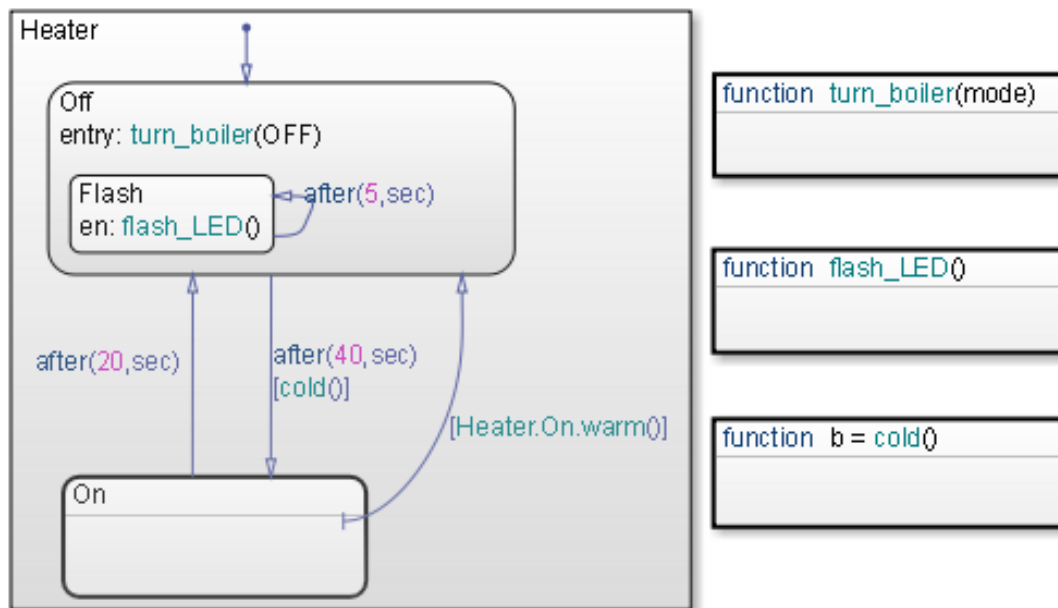 Heater
Off
entry: turn_boiler(OFF)
Flash
en: flash_LED()
after(5,sec)
after(20,sec)
after(40,sec)
[cold()]
[Heater.On.warm()]
On
function turn_boiler(mode)
function flash_LED()
function b = cold()